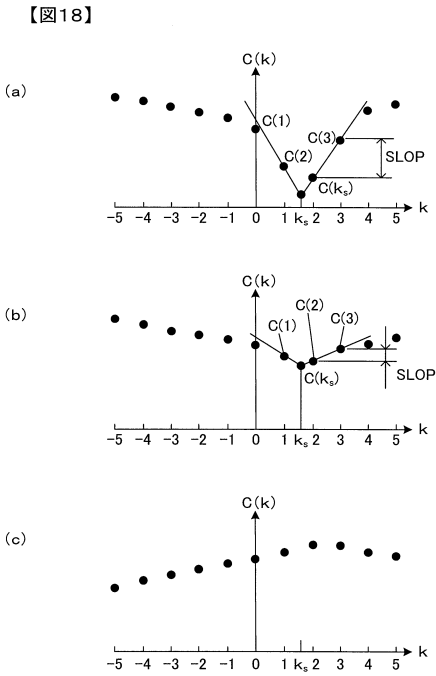 【図18】
(a)
C(k)
C(1)
C(2)
C(3)
C(ks)
SLOP
-5 -4 -3 -2 -1 0 1 ks 2 3 4 5 k
(b)
C(k)
C(1)
C(2)
C(3)
C(ks)
SLOP
-5 -4 -3 -2 -1 0 1 ks 2 3 4 5 k
(c)
C(k)
-5 -4 -3 -2 -1 0 1 ks 2 3 4 5 k